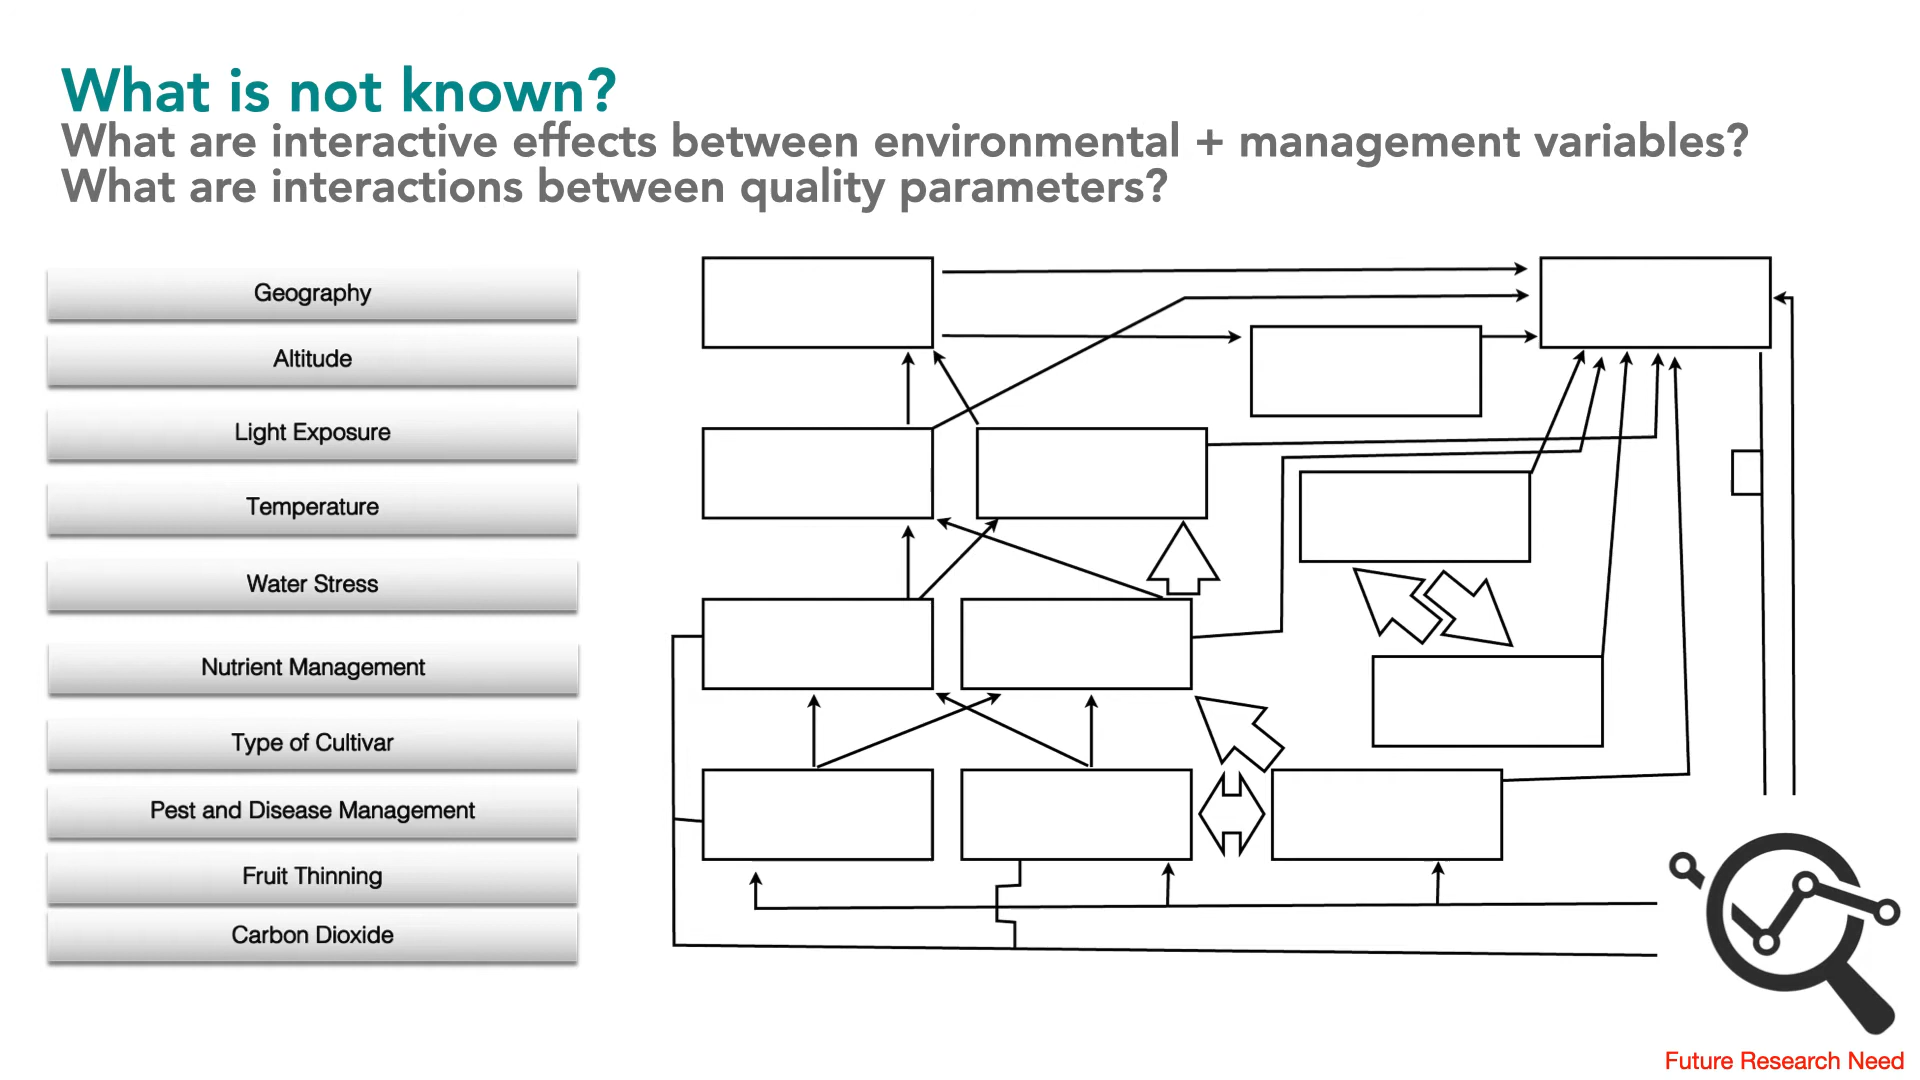 What is not known?
What are interactive effects between environmental + management variables?
What are interactions between quality parameters?
Geography
Altitude
Light Exposure
Temperature
Water Stress
Nutrient Management
Type of Cultivar
Pest and Disease Management
Fruit Thinning
Carbon Dioxide
Future Research Need